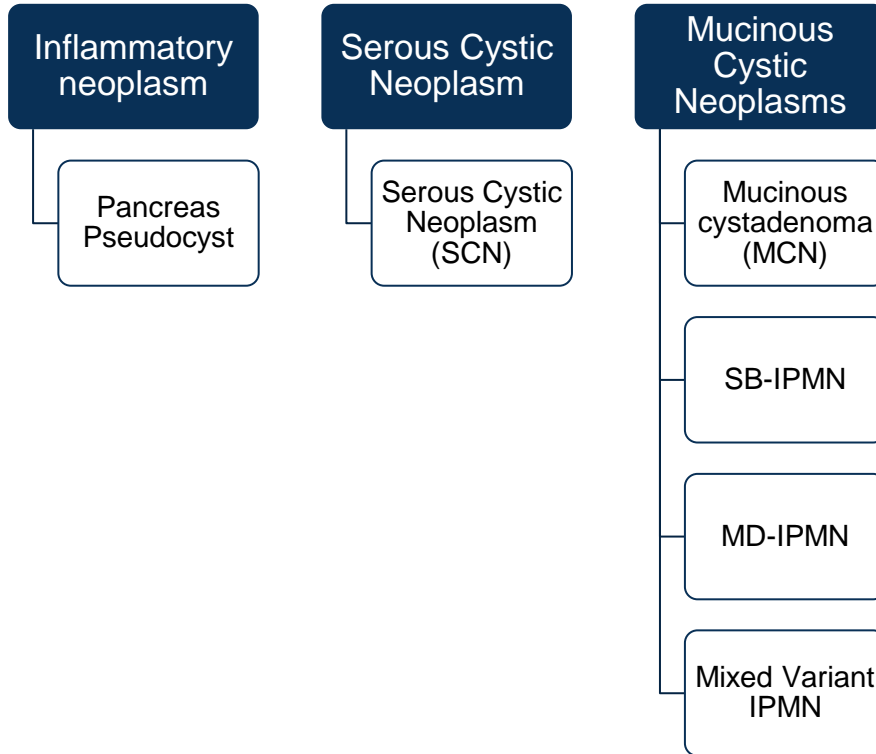 Inflammatory
neoplasm
Pancreas
Pseudocyst
Serous Cystic
Neoplasm
Serous Cystic
Neoplasm
(SCN)
Mucinous
Cystic
Neoplasms
Mucinous
cystadenoma
(MCN)
SB-IPMN
MD-IPMN
Mixed Variant
IPMN